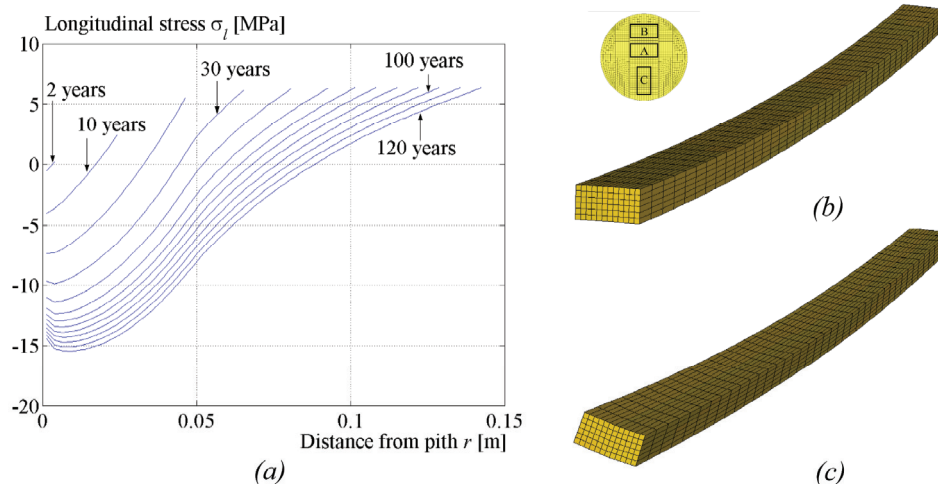 (a)
Longitudinal stress σl [MPa]
10
5
0
-5
-10
-15
-20
2 years
10 years
30 years
100 years
120 years
0
0.05
0.1
0.15
Distance from pith r [m]
B
A
C
(b)
(c)